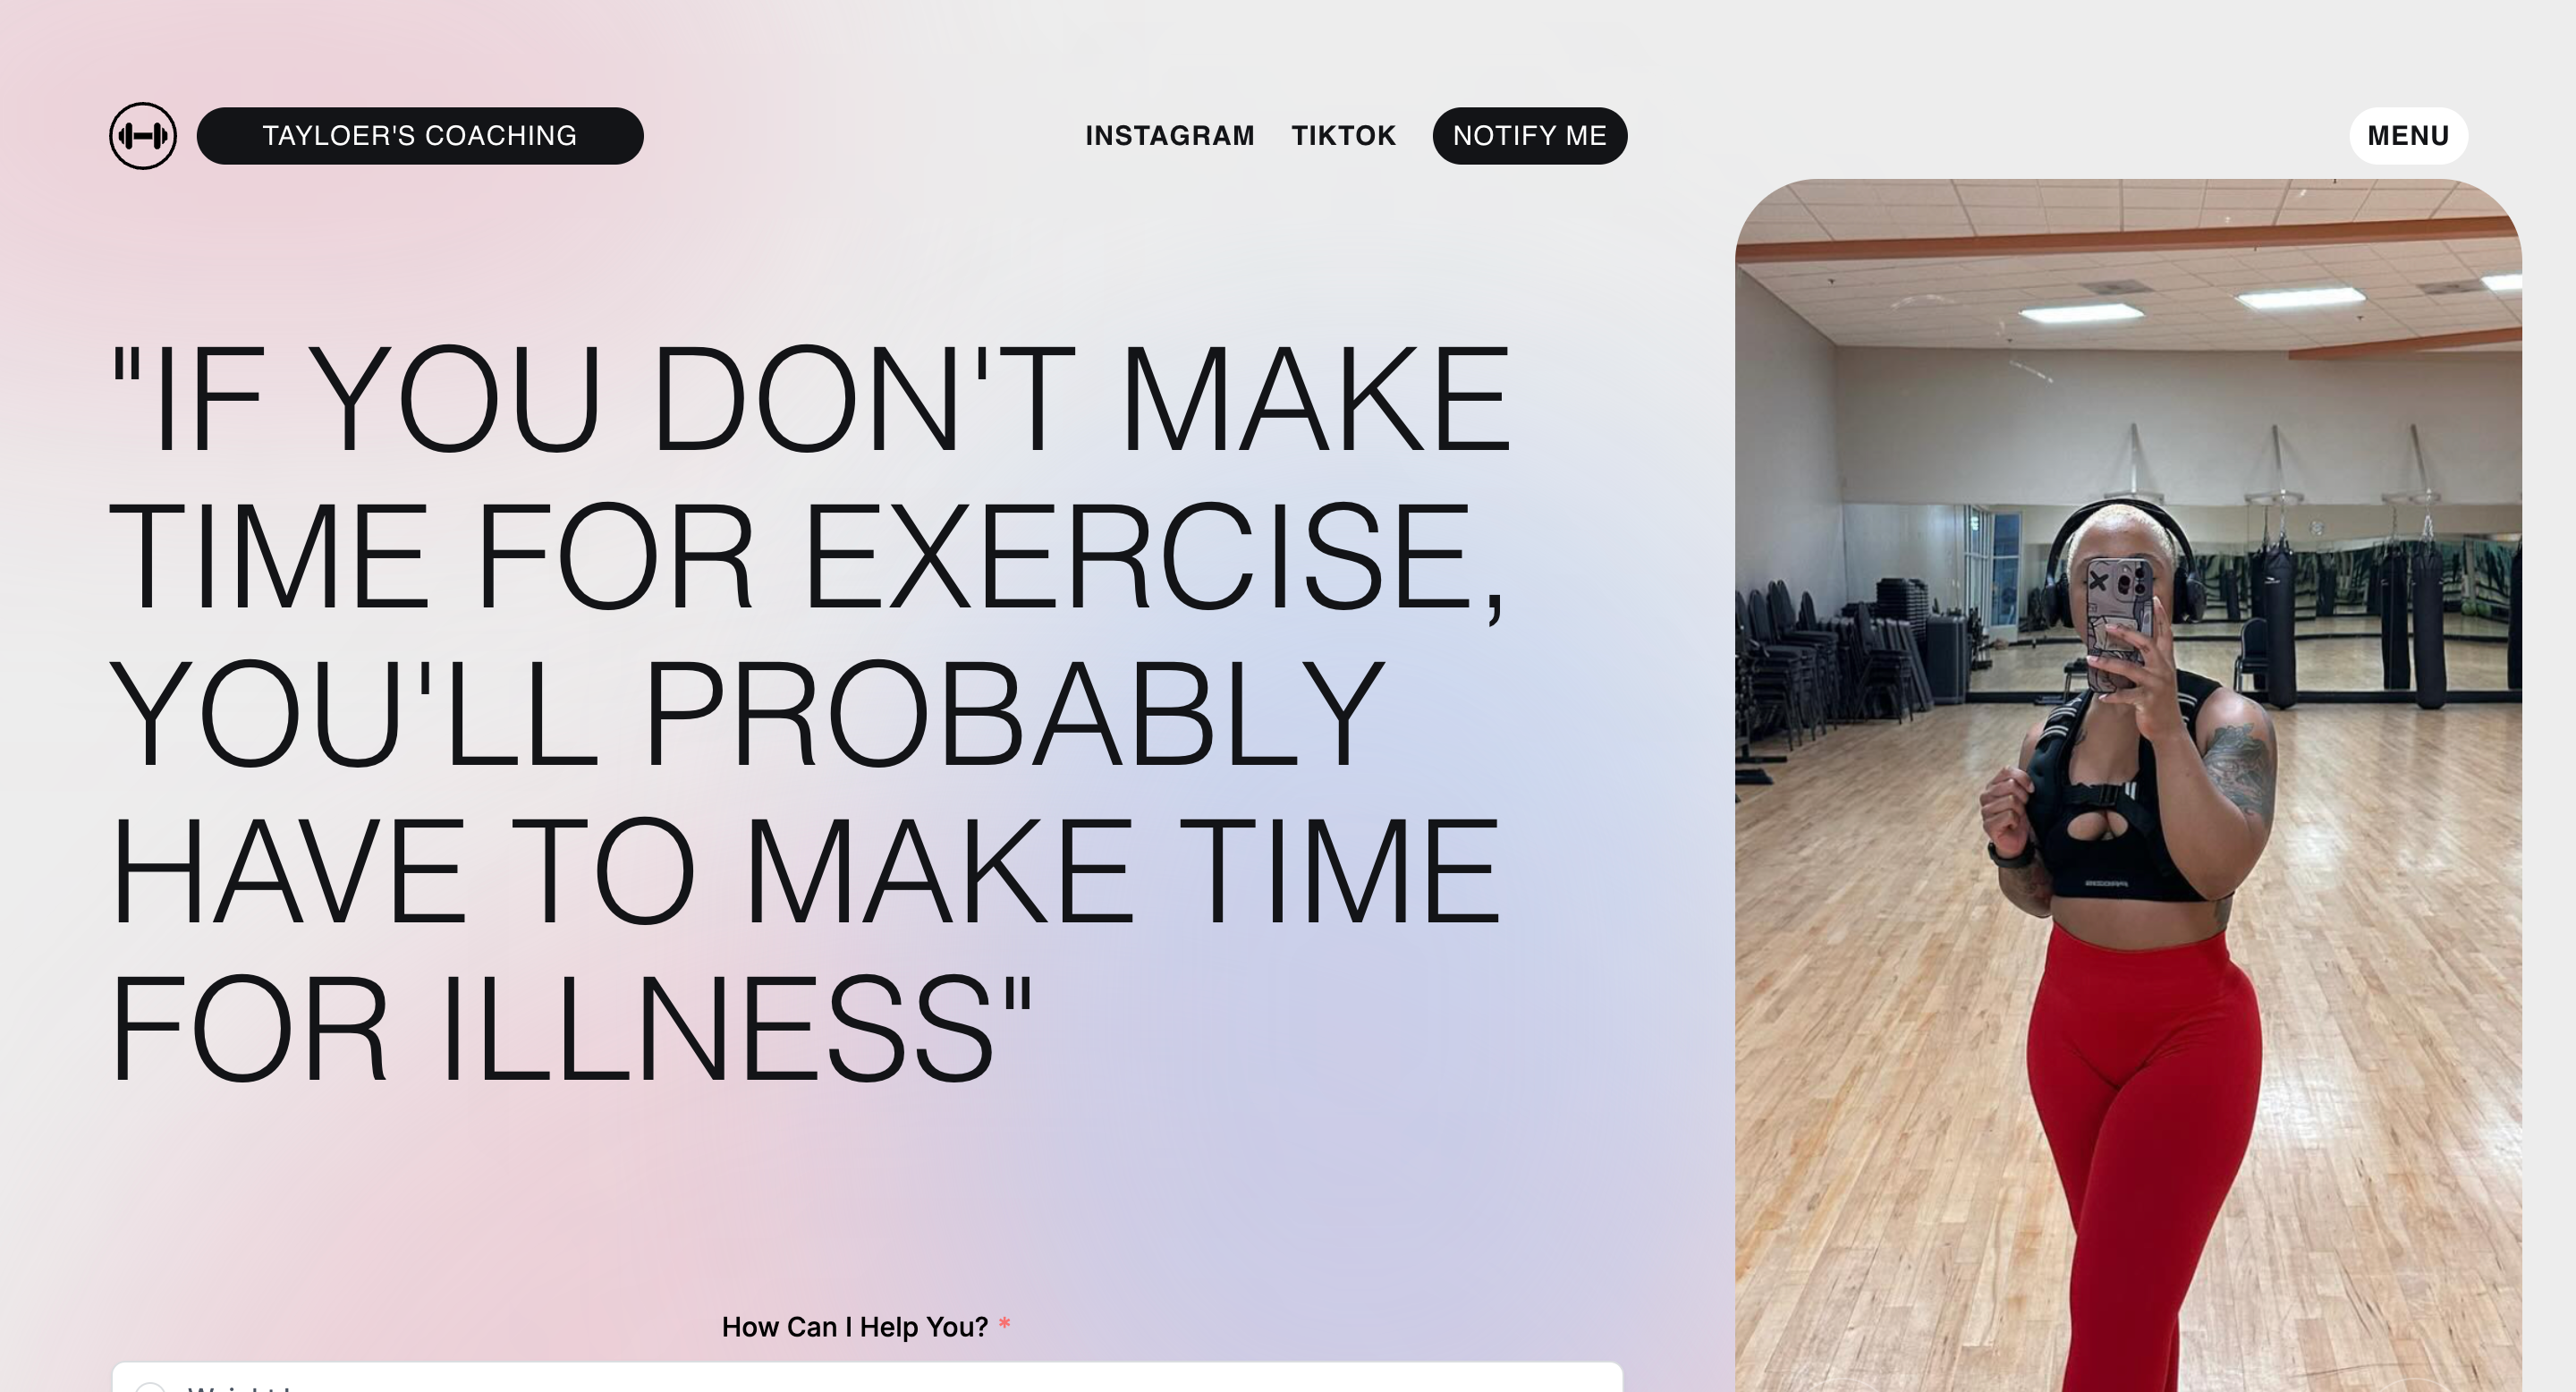 TAYLOER'S COACHING
INSTAGRAM
TIKTOK
NOTIFY ME
MENU
"IF YOU DON'T MAKE
TIME FOR EXERCISE,
YOU'LL PROBABLY
HAVE TO MAKE TIME
FOR ILLNESS"
How Can I Help You? *